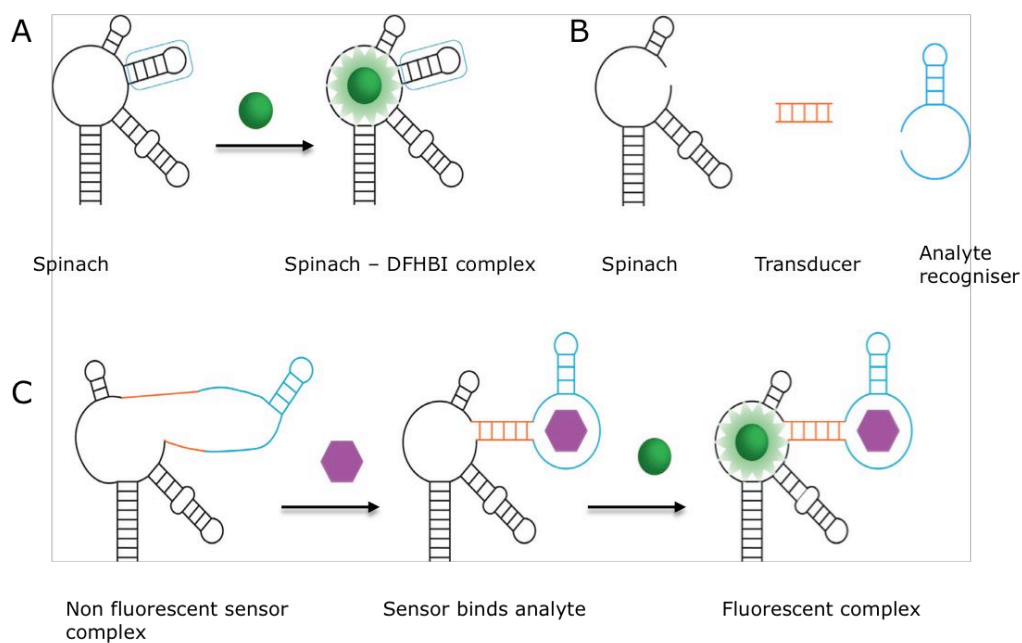 A
B
Spinach
Spinach – DFHBI complex
Spinach
Transducer
Analyte
recogniser
C
Non fluorescent sensor
complex
Sensor binds analyte
Fluorescent complex